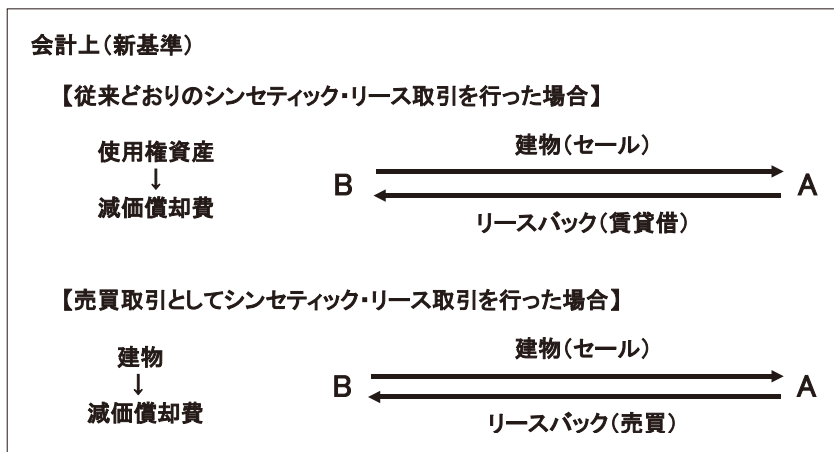 会計上（新基準）
【従来どおりのシンセティック・リース取引を行った場合】
建物（セール）
使用権資産
↓
B
A
減価償却費
リースバック（賃貸借）
【売買取引としてシンセティック・リース取引を行った場合】
建物（セール）
建物
↓
B
A
減価償却費
リースバック（売買）